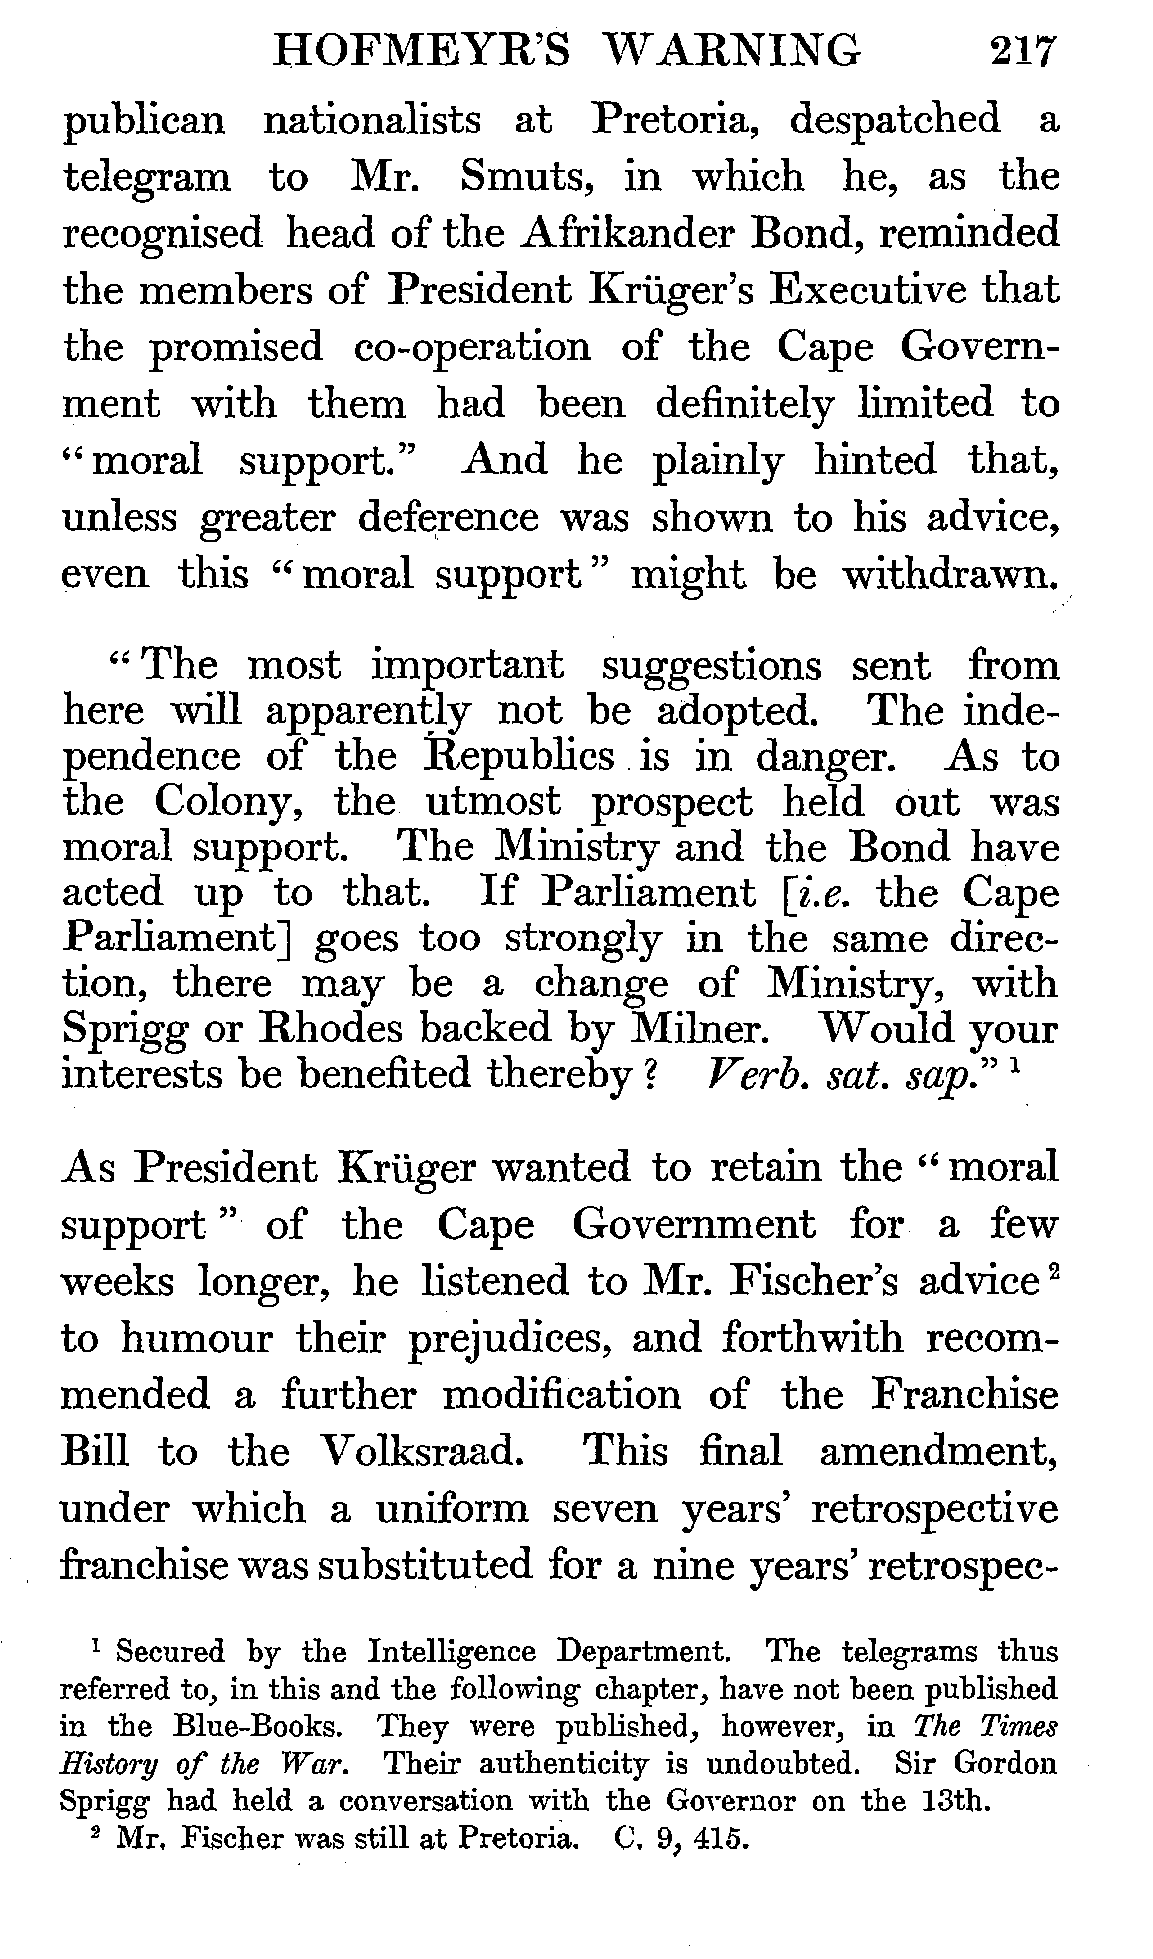 HOFMEYR'S WARNING 217
publican nationalists at Pretoria, despatched a
telegram to Mr. Smuts, in which he, as the
recognised head of the Afrikander Bond, reminded
the members of President Krüger's Executive that
the promised co-operation of the Cape Govern-
ment with them had been definitely limited to
“moral support.” And he plainly hinted that,
unless greater deference was shown to his advice,
even this “moral support” might be withdrawn.
“The most important suggestions sent from
here will apparently not be adopted. The inde-
pendence of the Republics is in danger. As to
the Colony, the utmost prospect held out was
moral support. The Ministry and the Bond have
acted up to that. If Parliament [i.e. the Cape
Parliament] goes too strongly in the same direc-
tion, there may be a change of Ministry, with
Sprigg or Rhodes backed by Milner. Would your
interests be benefited thereby? Verb. sat. sap.” ¹
As President Krüger wanted to retain the “moral
support” of the Cape Government for a few
weeks longer, he listened to Mr. Fischer's advice ²
to humour their prejudices, and forthwith recom-
mended a further modification of the Franchise
Bill to the Volksraad. This final amendment,
under which a uniform seven years' retrospective
franchise was substituted for a nine years' retrospec-
¹ Secured by the Intelligence Department. The telegrams thus
referred to, in this and the following chapter, have not been published
in the Blue-Books. They were published, however, in The Times
History of the War. Their authenticity is undoubted. Sir Gordon
Sprigg had held a conversation with the Governor on the 13th.
² Mr. Fischer was still at Pretoria. C. 9, 415.